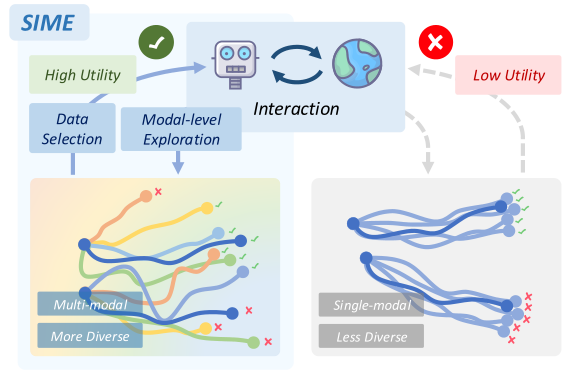 SIME
High Utility
Low Utility
Data
Selection
Modal-level
Exploration
Interaction
Multi-modal
More Diverse
Single-modal
Less Diverse